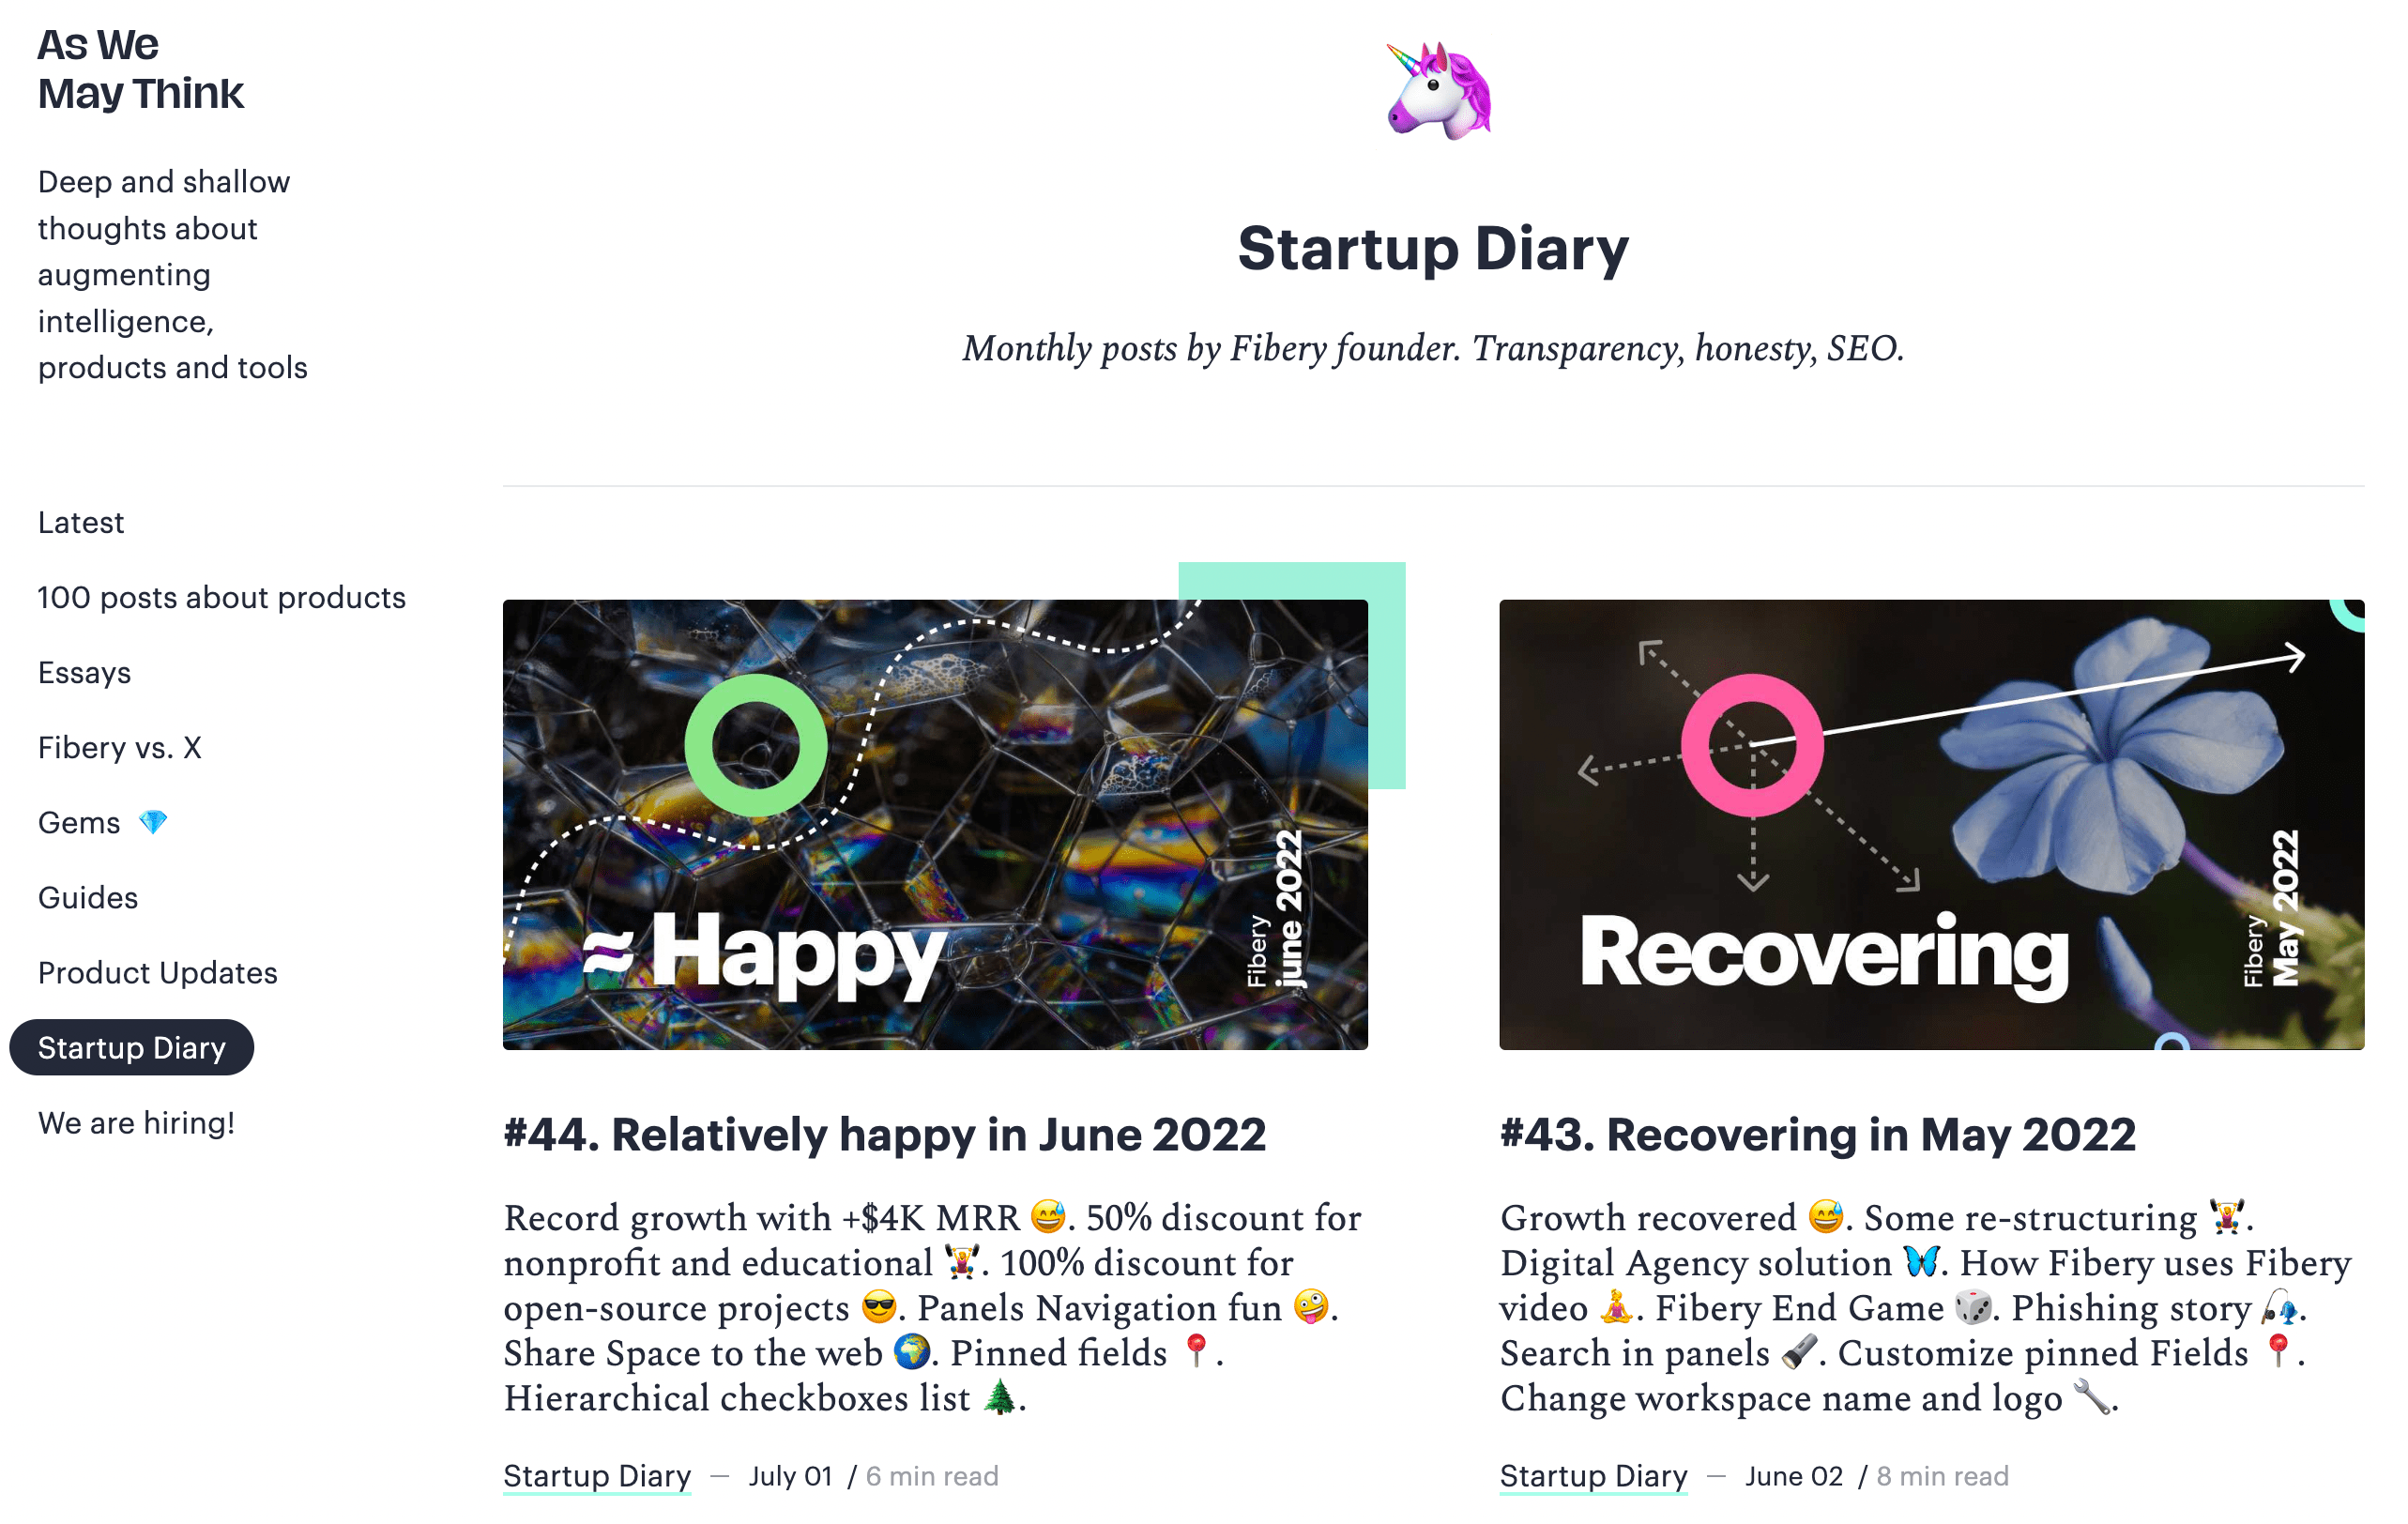 As We
May Think
Deep and shallow
thoughts about
augmenting
intelligence,
products and tools
Latest
100 posts about products
Essays
Fibery vs. X
Gems 💎
Guides
Product Updates
Startup Diary
We are hiring!
Startup Diary
Monthly posts by Fibery founder. Transparency, honesty, SEO.
≈ Happy
Fibery
june 2022
#44. Relatively happy in June 2022
Record growth with +$4K MRR 😅. 50% discount for
nonprofit and educational 🏋️‍♀️. 100% discount for
open-source projects 😎. Panels Navigation fun 🤪.
Share Space to the web 🌍. Pinned fields 📍.
Hierarchical checkboxes list 🌲.
Startup Diary — July 01 / 6 min read
Recovering
Fibery
May 2022
#43. Recovering in May 2022
Growth recovered 😅. Some re-structuring 🏋️‍♀️.
Digital Agency solution 🦋. How Fibery uses Fibery
video 🧘‍♀️. Fibery End Game 🎲. Phishing story 🎣.
Search in panels 🔦. Customize pinned Fields 📍.
Change workspace name and logo 🔧.
Startup Diary — June 02 / 8 min read